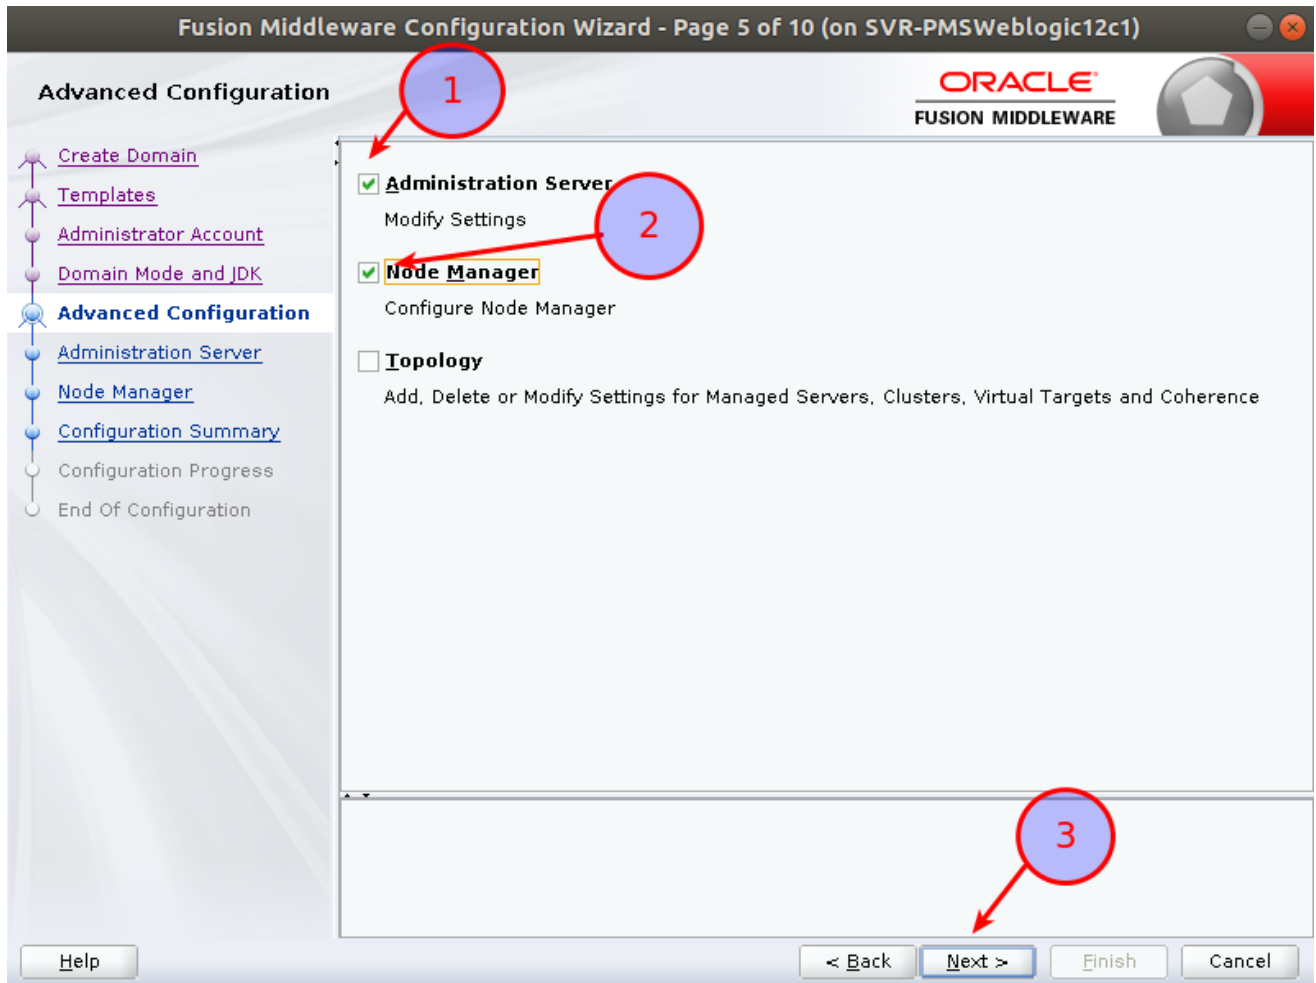 Fusion Middleware Configuration Wizard - Page 5 of 10 (on SVR-PMSWeblogic12c1)
Advanced Configuration
1
ORACLE
FUSION MIDDLEWARE
Create Domain
Templates
Administrator Account
Domain Mode and JDK
Advanced Configuration
Administration Server
Node Manager
Configuration Summary
Configuration Progress
End Of Configuration
Administration Server
Modify Settings
2
Node Manager
Configure Node Manager
Topology
Add, Delete or Modify Settings for Managed Servers, Clusters, Virtual Targets and Coherence
3
Help
< Back
Next >
Finish
Cancel